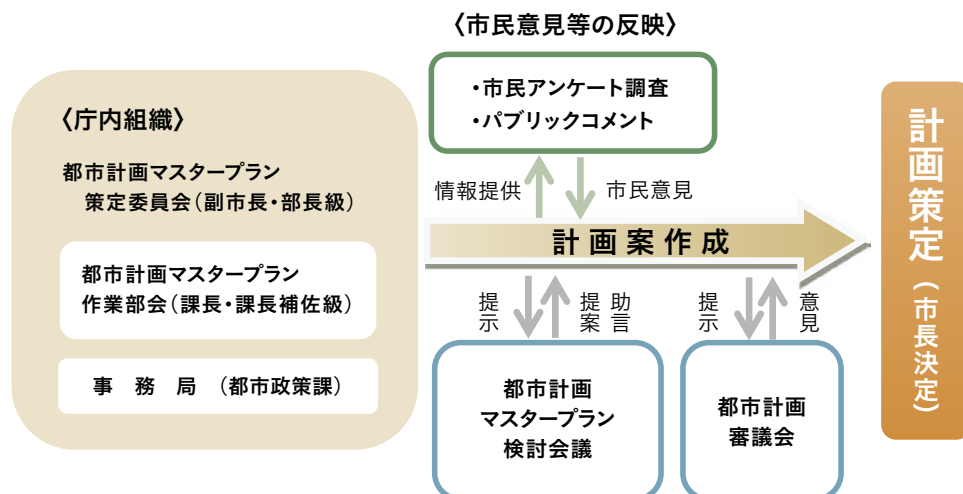 〈市民意見等の反映〉
・市民アンケート調査
・パブリックコメント
〈庁内組織〉
都市計画マスタープラン
策定委員会（副市長・部長級）
都市計画マスタープラン
作業部会（課長・課長補佐級）
事　務　局　（都市政策課）
情報提供
市民意見
計画案作成
提示
提案
助言
提示
意見
都市計画
マスタープラン
検討会議
都市計画
審議会
計画策定（市長決定）